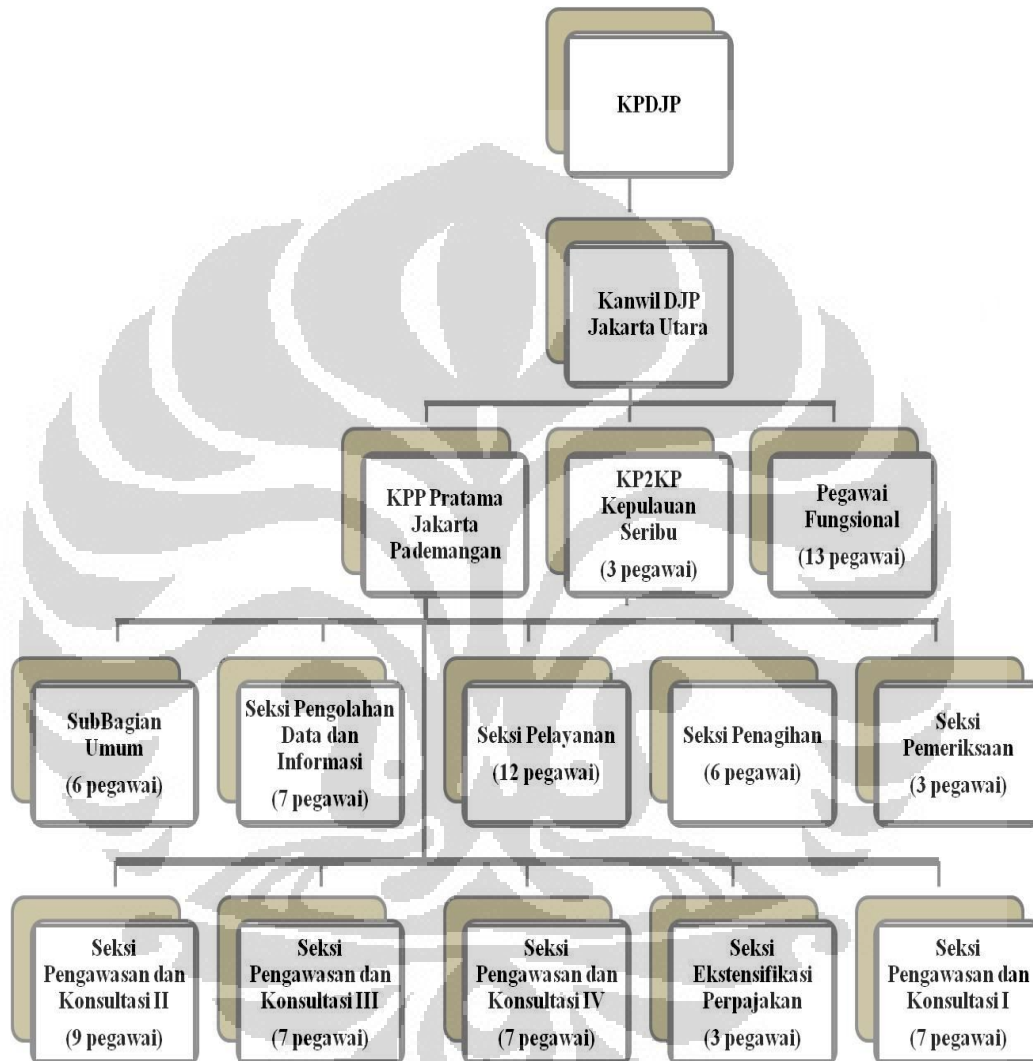 KPDJP
Kanwil DJP
Jakarta Utara
KPP Pratama
Jakarta
Pademangan
KP2KP
Kepulauan
Seribu
(3 pegawai)
Pegawai
Fungsional
(13 pegawai)
SubBagian
Umum
(6 pegawai)
Seksi Pengolahan
Data dan
Informasi
(7 pegawai)
Seksi Pelayanan
(12 pegawai)
Seksi Penagihan
(6 pegawai)
Seksi
Pemeriksaan
(3 pegawai)
Seksi
Pengawasan dan
Konsultasi II
(9 pegawai)
Seksi
Pengawasan dan
Konsultasi III
(7 pegawai)
Seksi
Pengawasan dan
Konsultasi IV
(7 pegawai)
Seksi
Ekstensifikasi
Perpajakan
(3 pegawai)
Seksi
Pengawasan dan
Konsultasi I
(7 pegawai)